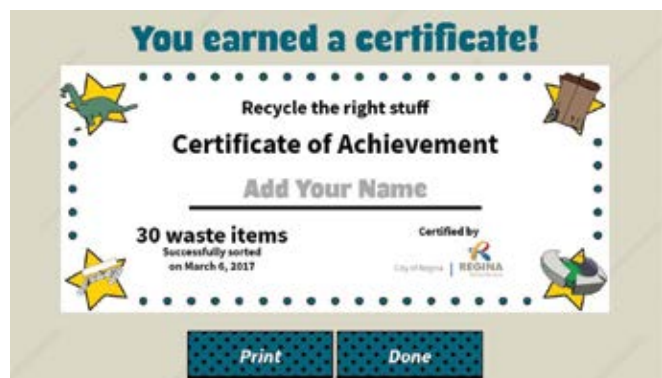 You earned a certificate!
Recycle the right stuff
Certificate of Achievement
Add Your Name
30 waste items
Successfully sorted
on March 6, 2017
Certified by
City of Regina
REGINA
Print
Done